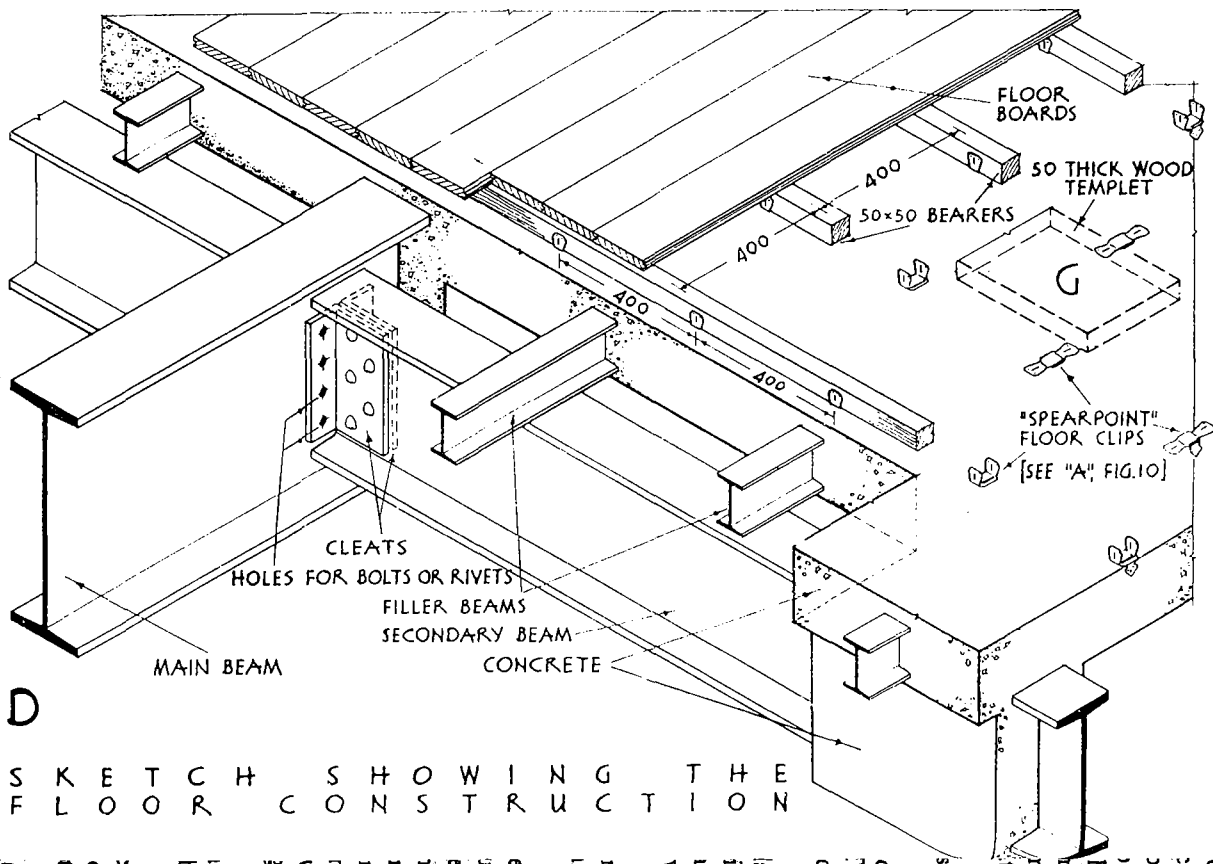 FLOOR
BOARDS
50 THICK WOOD
TEMPLET
400
50×50 BEARERS
400
G
400
400
"SPEARPOINT"
FLOOR CLIPS
[SEE "A", FIG.10]
CLEATS
HOLES FOR BOLTS OR RIVETS
FILLER BEAMS
SECONDARY BEAM
CONCRETE
MAIN BEAM
D
SKETCH SHOWING THE
FLOOR CONSTRUCTION